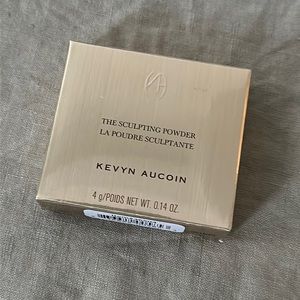 THE SCULPTING POWDER
LA POUDRE SCULPTANTE
KEVYN AUCOIN
4 g/POIDS NET WT. 0.14 OZ.